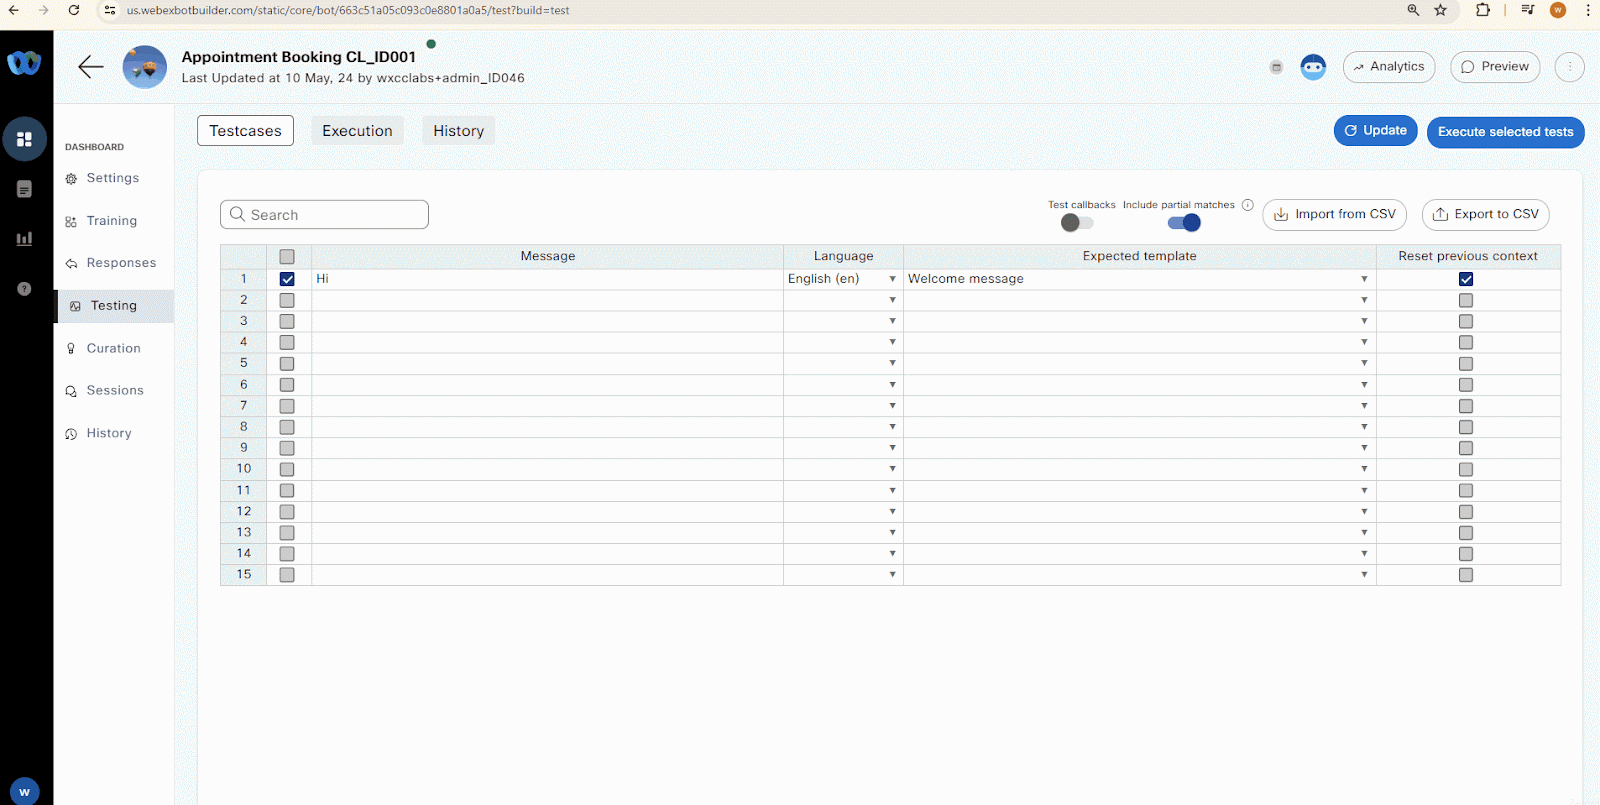 us.webexbotbuilder.com/static/core/bot/663c51a05c093c0e8801a0a5/test?build=test
W
Appointment Booking CL_ID001
Last Updated at 10 May, 24 by wxcclabs+admin_ID046
Analytics
Preview
DASHBOARD
Settings
Training
Responses
Testing
Curation
Sessions
History
Testcases Execution History
Update
Execute selected tests
Search
Test callbacks Include partial matches
Import from CSV
Export to CSV
Message Language Expected template Reset previous context
1 Hi English (en) Welcome message
2
3
4
5
6
7
8
9
10
11
12
13
14
15
W